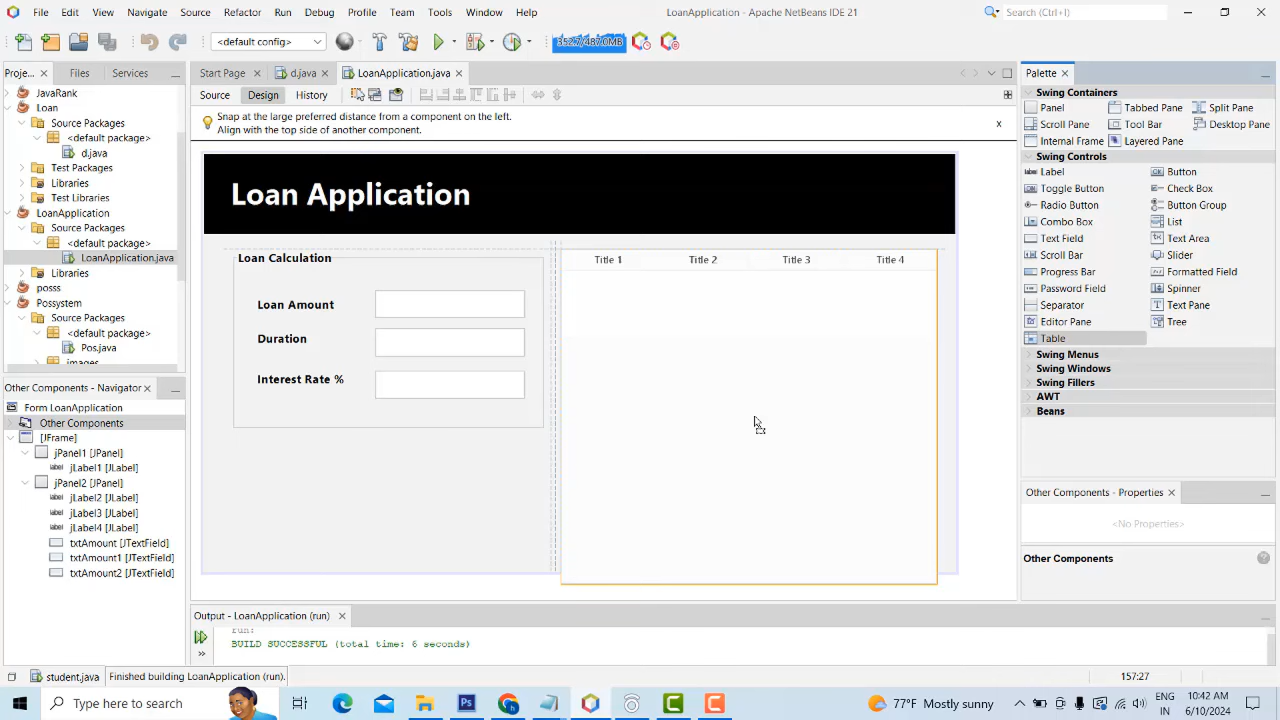 File Edit View Navigate Source Refactor Run Debug Profile Team Tools Window Help
LoanApplication - Apache NetBeans IDE 21
Search (Ctrl+I)
<default config>
352.7/487.0MB
Proje... Files Services
Start Page d.java LoanApplication.java
Source Design History
Snap at the large preferred distance from a component on the left.
Align with the top side of another component.
x
JavaRank
Loan
Source Packages
<default package>
d.java
Test Packages
Libraries
Test Libraries
LoanApplication
Source Packages
<default package>
LoanApplication.java
Libraries
posss
Possystem
Source Packages
<default package>
Pos.java
images
Other Components - Navigator
Form LoanApplication
Other Components
[JFrame]
jPanel1 [JPanel]
jLabel1 [JLabel]
jPanel2 [JPanel]
jLabel2 [JLabel]
jLabel3 [JLabel]
jLabel4 [JLabel]
txtAmount [JTextField]
txtAmount1 [JTextField]
txtAmount2 [JTextField]
Loan Application
Loan Calculation
Loan Amount
Duration
Interest Rate %
Title 1 Title 2 Title 3 Title 4
Palette
Swing Containers
Panel Tabbed Pane Split Pane
Scroll Pane Tool Bar Desktop Pane
Internal Frame Layered Pane
Swing Controls
Label Button
Toggle Button Check Box
Radio Button Button Group
Combo Box List
Text Field Text Area
Scroll Bar Slider
Progress Bar Formatted Field
Password Field Spinner
Separator Text Pane
Editor Pane Tree
Table
Swing Menus
Swing Windows
Swing Fillers
AWT
Beans
Other Components - Properties
<No Properties>
Other Components
Output - LoanApplication (run)
run:
BUILD SUCCESSFUL (total time: 6 seconds)
student.java Finished building LoanApplication (run).
157:27
Type here to search
77°F Mostly sunny
IN
10:42 AM
6/10/2024